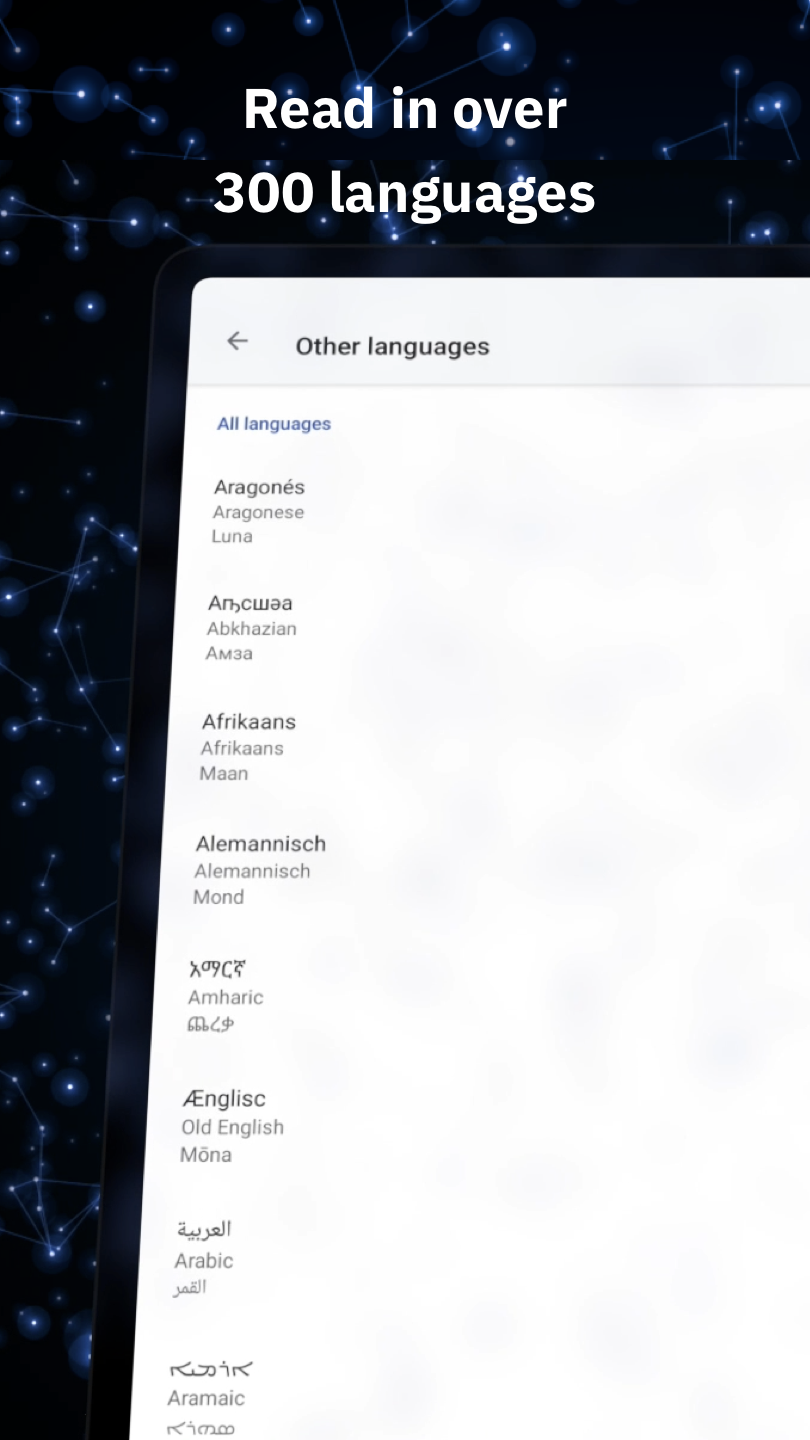 Read in over
300 languages
Other languages
All languages
Aragonés
Aragonese
Luna
Аҧсшәа
Abkhazian
Амза
Afrikaans
Afrikaans
Maan
Alemannisch
Alemannisch
Mond
አማርኛ
Amharic
ጨረቃ
Ænglisc
Old English
Mōna
العربية
Arabic
القمر
ܐܪܡܝܐ
Aramaic
ܣܗܪܐ